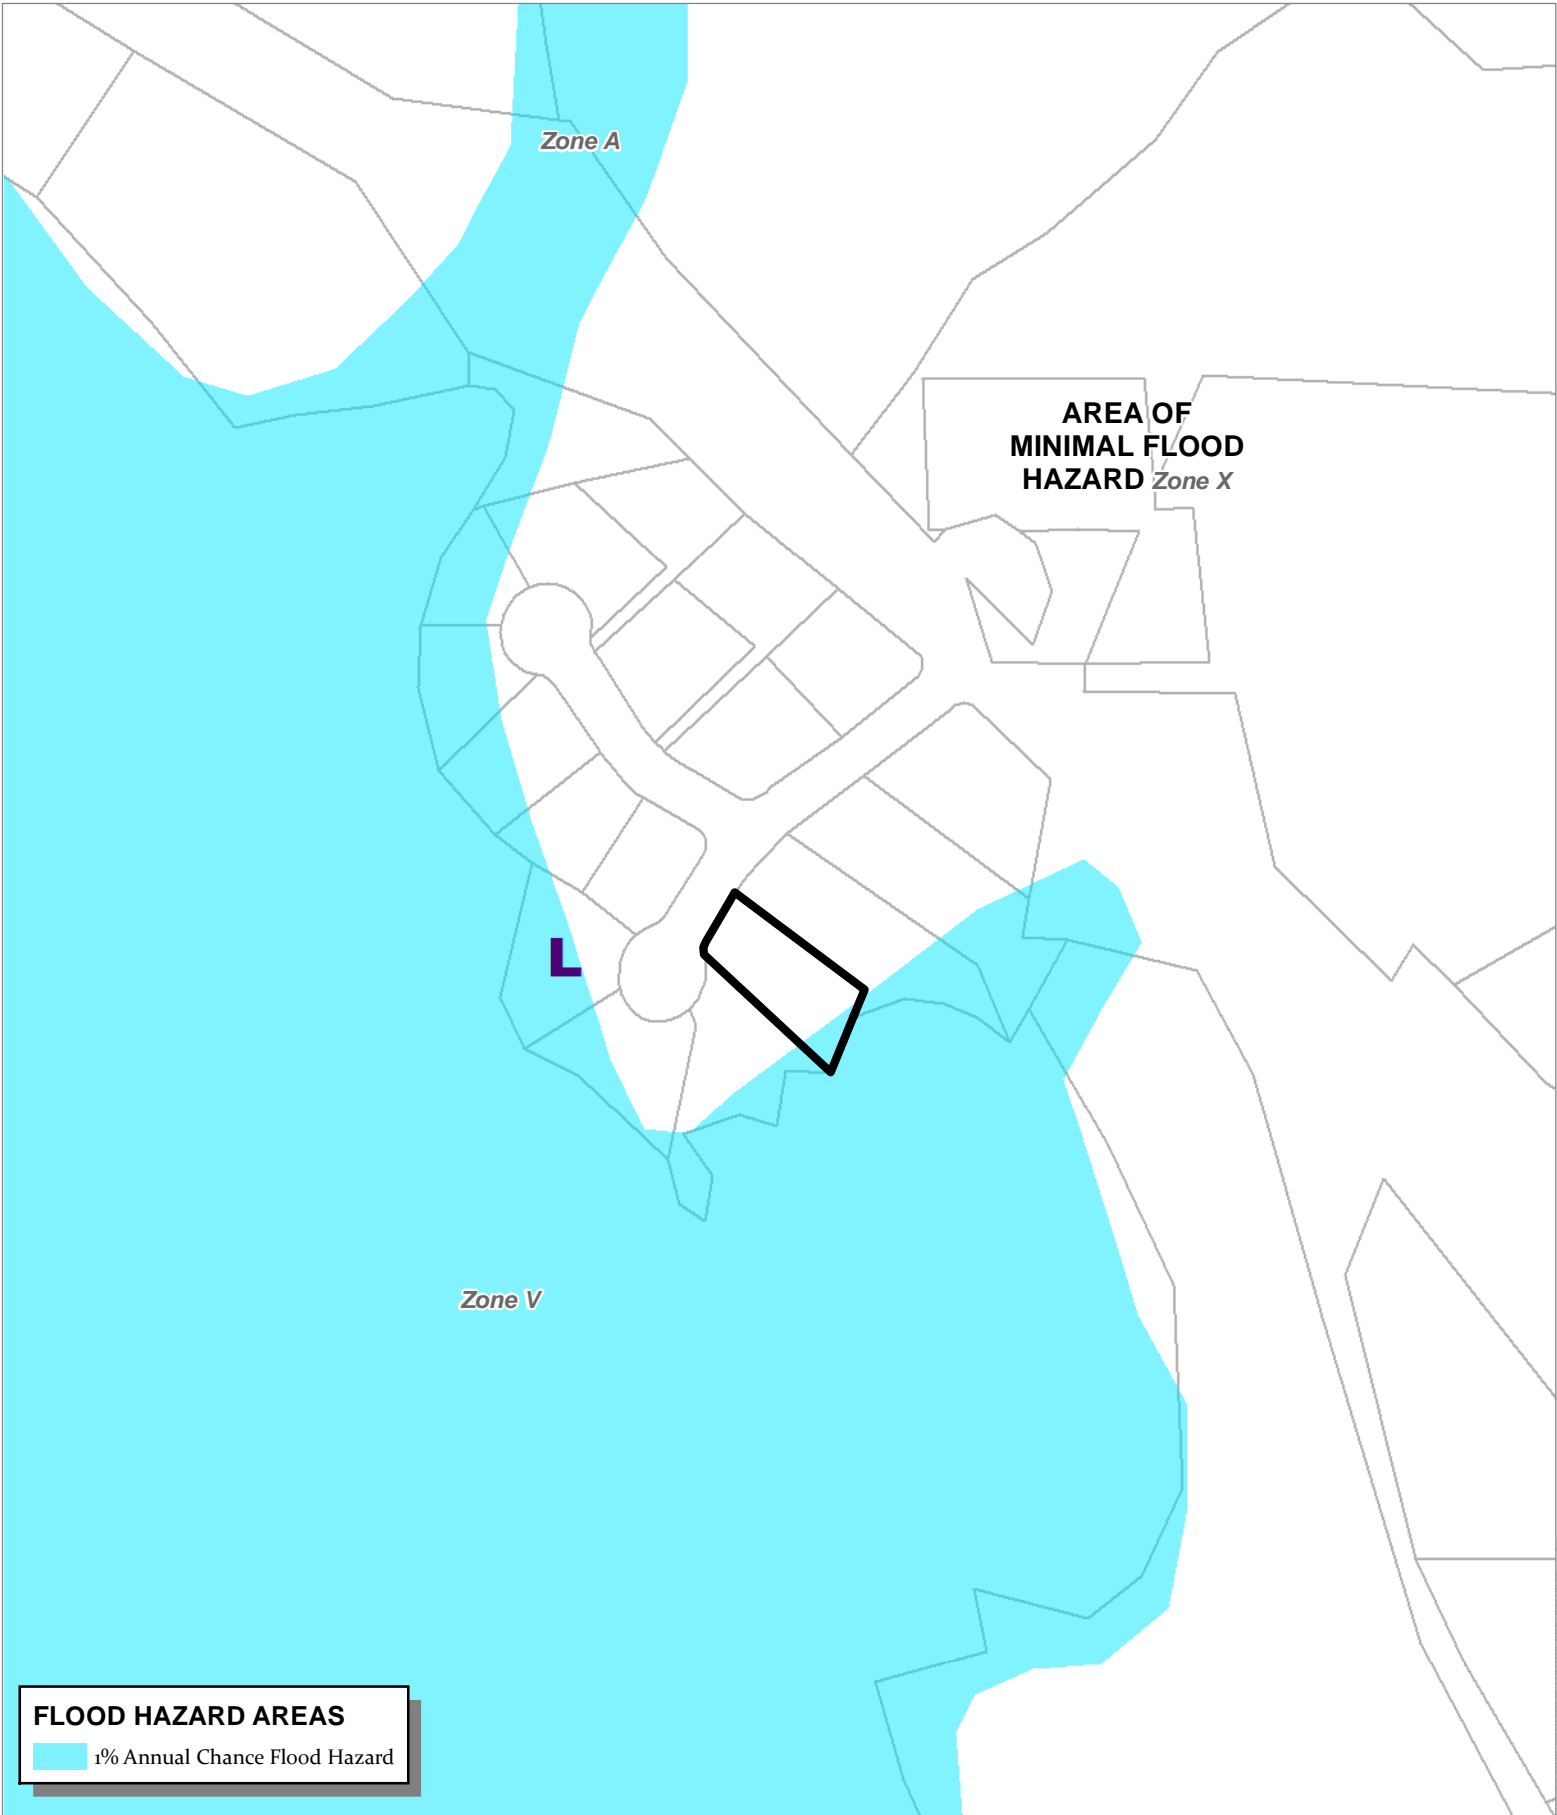 Zone A
AREA OF
MINIMAL FLOOD
HAZARD Zone X
L
Zone V
FLOOD HAZARD AREAS
1% Annual Chance Flood Hazard